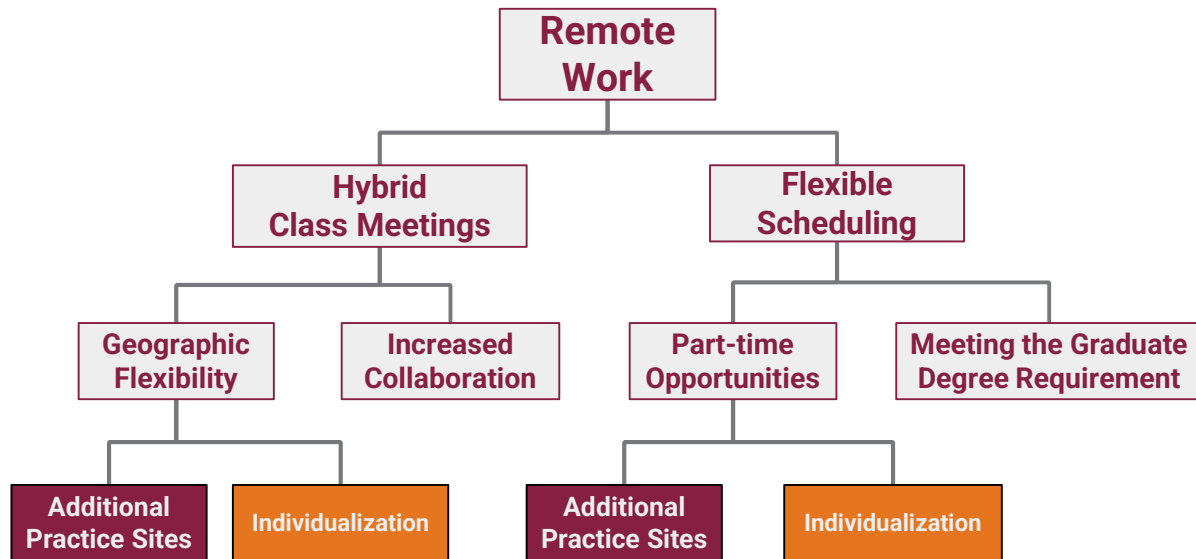 Remote
Work
Hybrid
Class Meetings
Flexible
Scheduling
Geographic
Flexibility
Increased
Collaboration
Part-time
Opportunities
Meeting the Graduate
Degree Requirement
Additional
Practice Sites
Individualization
Additional
Practice Sites
Individualization